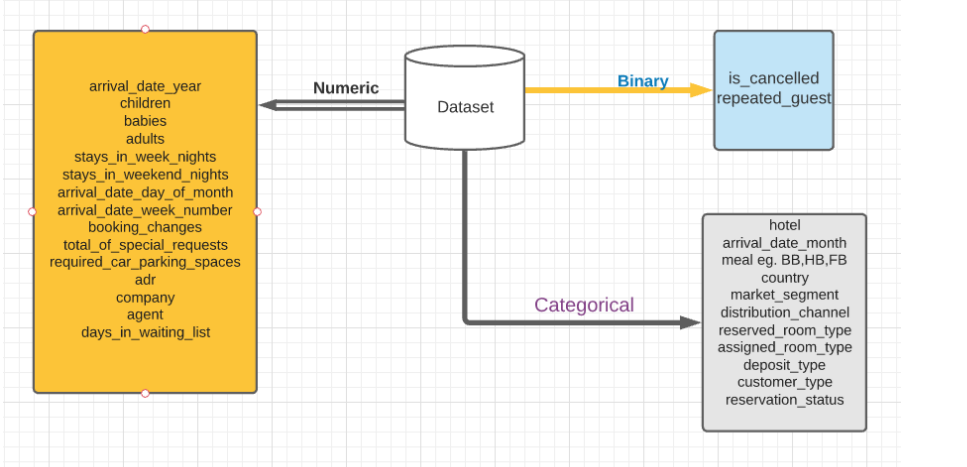 arrival_date_year
children
babies
adults
stays_in_week_nights
stays_in_weekend_nights
arrival_date_day_of_month
arrival_date_week_number
booking_changes
total_of_special_requests
required_car_parking_spaces
adr
company
agent
days_in_waiting_list
Numeric
Dataset
Binary
is_cancelled
repeated_guest
Categorical
hotel
arrival_date_month
meal eg. BB,HB,FB
country
market_segment
distribution_channel
reserved_room_type
assigned_room_type
deposit_type
customer_type
reservation_status